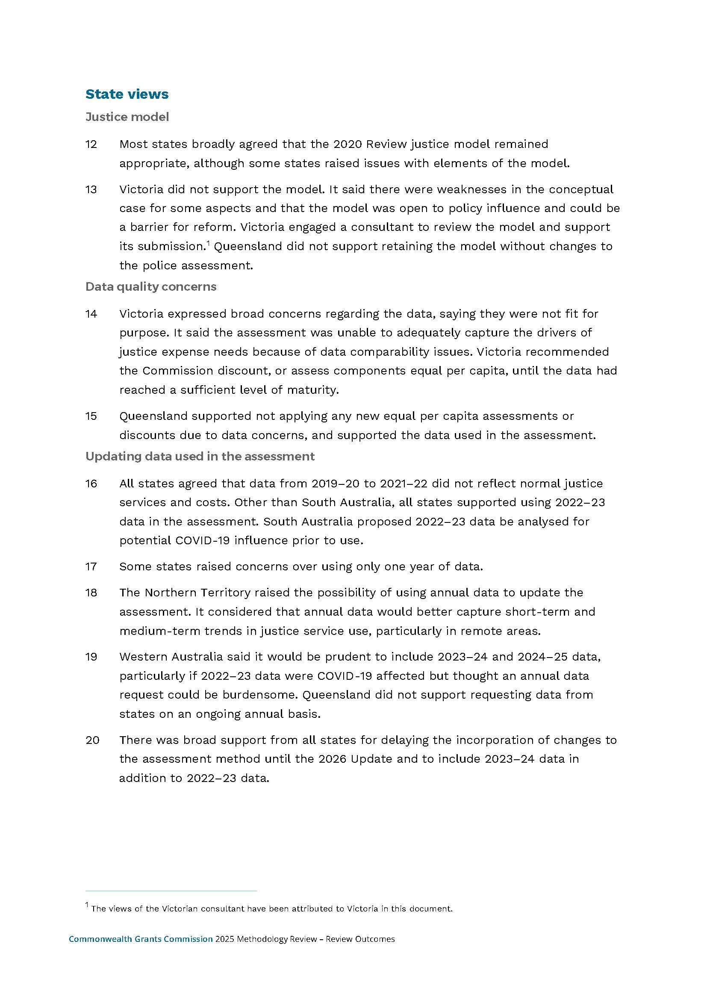 State views
Justice model
12 Most states broadly agreed that the 2020 Review justice model remained
appropriate, although some states raised issues with elements of the model.
13 Victoria did not support the model. It said there were weaknesses in the conceptual
case for some aspects and that the model was open to policy influence and could be
a barrier for reform. Victoria engaged a consultant to review the model and support
its submission.¹ Queensland did not support retaining the model without changes to
the police assessment.
Data quality concerns
14 Victoria expressed broad concerns regarding the data, saying they were not fit for
purpose. It said the assessment was unable to adequately capture the drivers of
justice expense needs because of data comparability issues. Victoria recommended
the Commission discount, or assess components equal per capita, until the data had
reached a sufficient level of maturity.
15 Queensland supported not applying any new equal per capita assessments or
discounts due to data concerns, and supported the data used in the assessment.
Updating data used in the assessment
16 All states agreed that data from 2019–20 to 2021–22 did not reflect normal justice
services and costs. Other than South Australia, all states supported using 2022–23
data in the assessment. South Australia proposed 2022–23 data be analysed for
potential COVID-19 influence prior to use.
17 Some states raised concerns over using only one year of data.
18 The Northern Territory raised the possibility of using annual data to update the
assessment. It considered that annual data would better capture short-term and
medium-term trends in justice service use, particularly in remote areas.
19 Western Australia said it would be prudent to include 2023–24 and 2024–25 data,
particularly if 2022–23 data were COVID-19 affected but thought an annual data
request could be burdensome. Queensland did not support requesting data from
states on an ongoing annual basis.
20 There was broad support from all states for delaying the incorporation of changes to
the assessment method until the 2026 Update and to include 2023–24 data in
addition to 2022–23 data.
¹ The views of the Victorian consultant have been attributed to Victoria in this document.
Commonwealth Grants Commission 2025 Methodology Review – Review Outcomes